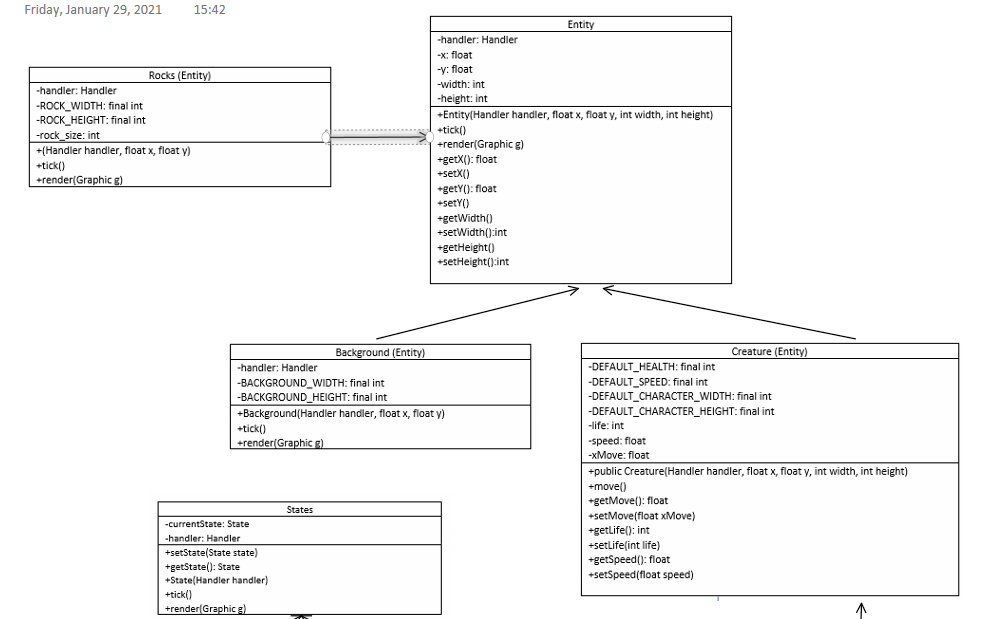 Friday, January 29, 2021 15:42
Entity
-handler: Handler
-x: float
-y: float
-width: int
-height: int
+Entity(Handler handler, float x, float y, int width, int height)
+tick()
+render(Graphic g)
+getX(): float
+setX()
+getY(): float
+setY()
+getWidth()
+setWidth():int
+getHeight()
+setHeight():int
Rocks (Entity)
-handler: Handler
-ROCK_WIDTH: final int
-ROCK_HEIGHT: final int
-rock_size: int
+(Handler handler, float x, float y)
+tick()
+render(Graphic g)
Background (Entity)
-handler: Handler
-BACKGROUND_WIDTH: final int
-BACKGROUND_HEIGHT: final int
+Background(Handler handler, float x, float y)
+tick()
+render(Graphic g)
Creature (Entity)
-DEFAULT_HEALTH: final int
-DEFAULT_SPEED: final int
-DEFAULT_CHARACTER_WIDTH: final int
-DEFAULT_CHARACTER_HEIGHT: final int
-life: int
-speed: float
-xMove: float
+public Creature(Handler handler, float x, float y, int width, int height)
+move()
+getMove(): float
+setMove(float xMove)
+getLife(): int
+setLife(int life)
+getSpeed(): float
+setSpeed(float speed)
States
-currentState: State
-handler: Handler
+setState(State state)
+getState(): State
+State(Handler handler)
+tick()
+render(Graphic g)